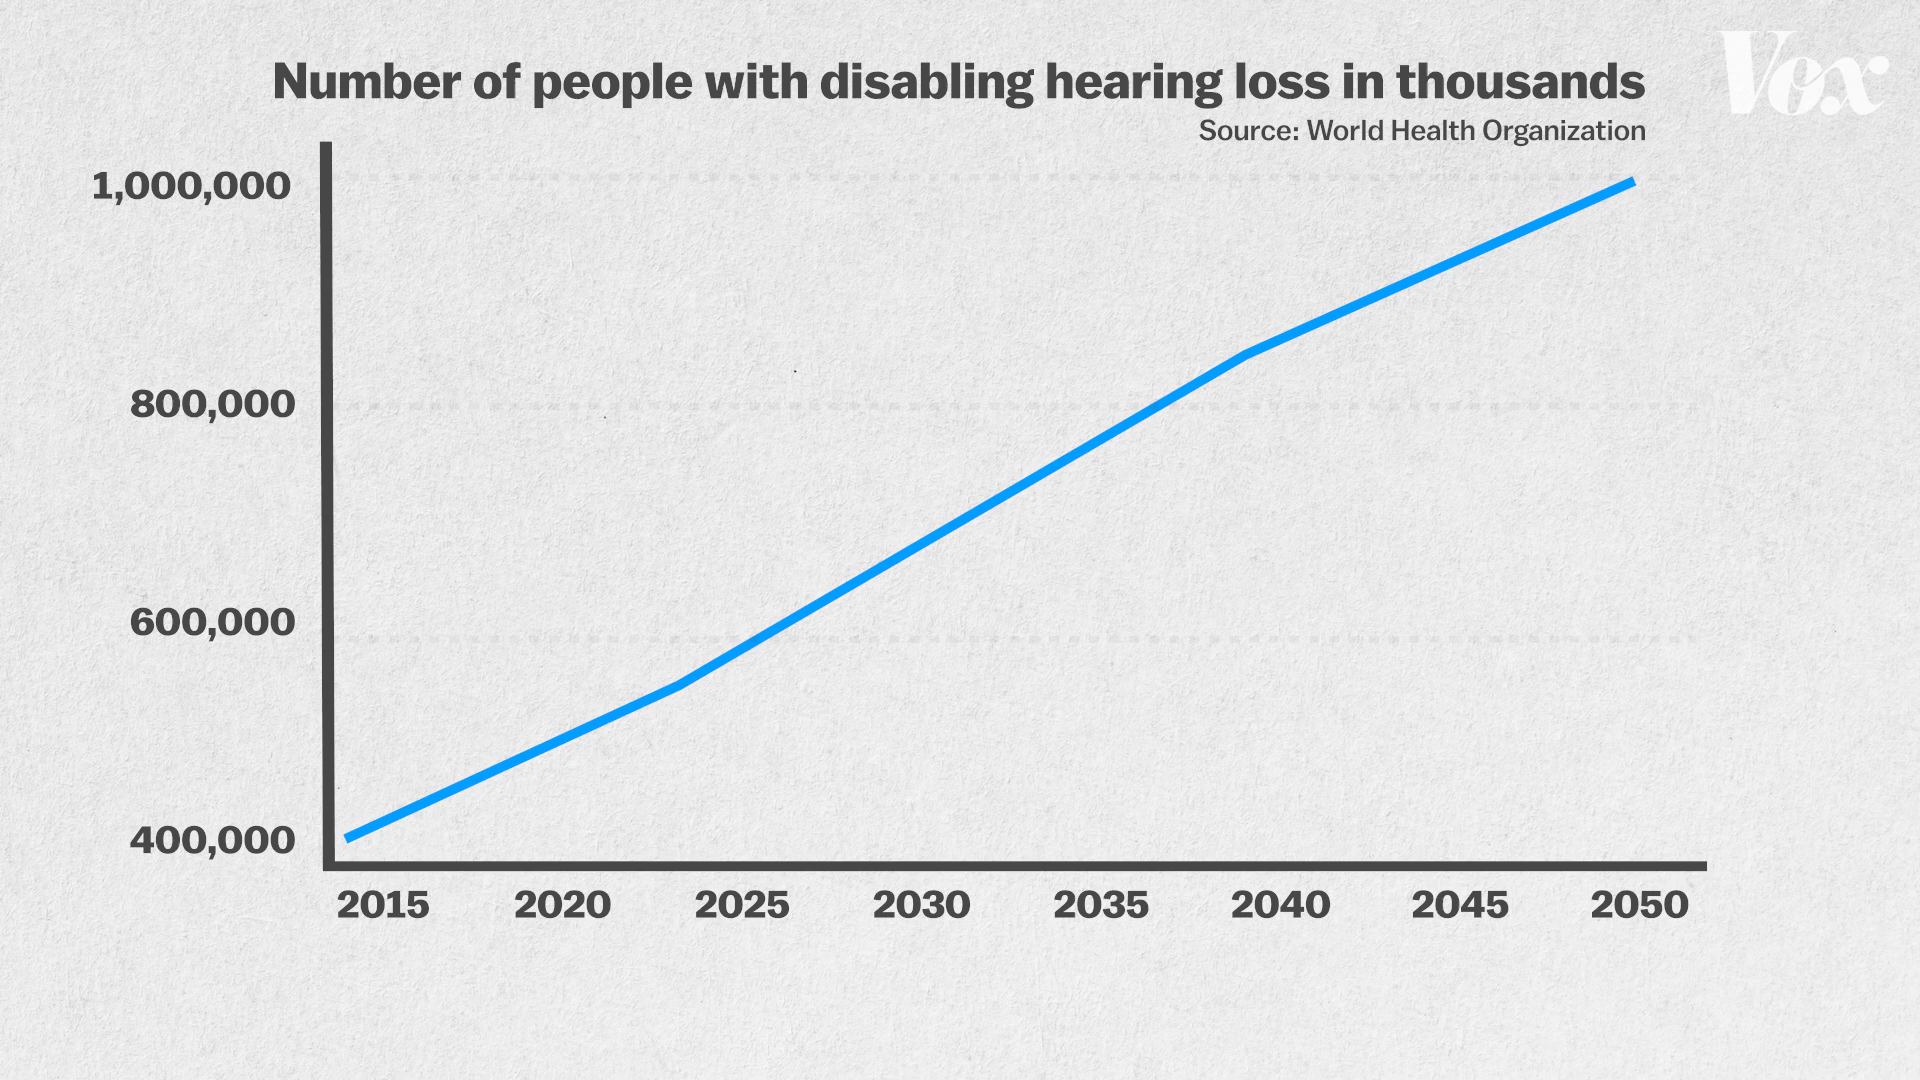 Vox
Number of people with disabling hearing loss in thousands
Source: World Health Organization
1,000,000
800,000
600,000
400,000
2015 2020 2025 2030 2035 2040 2045 2050